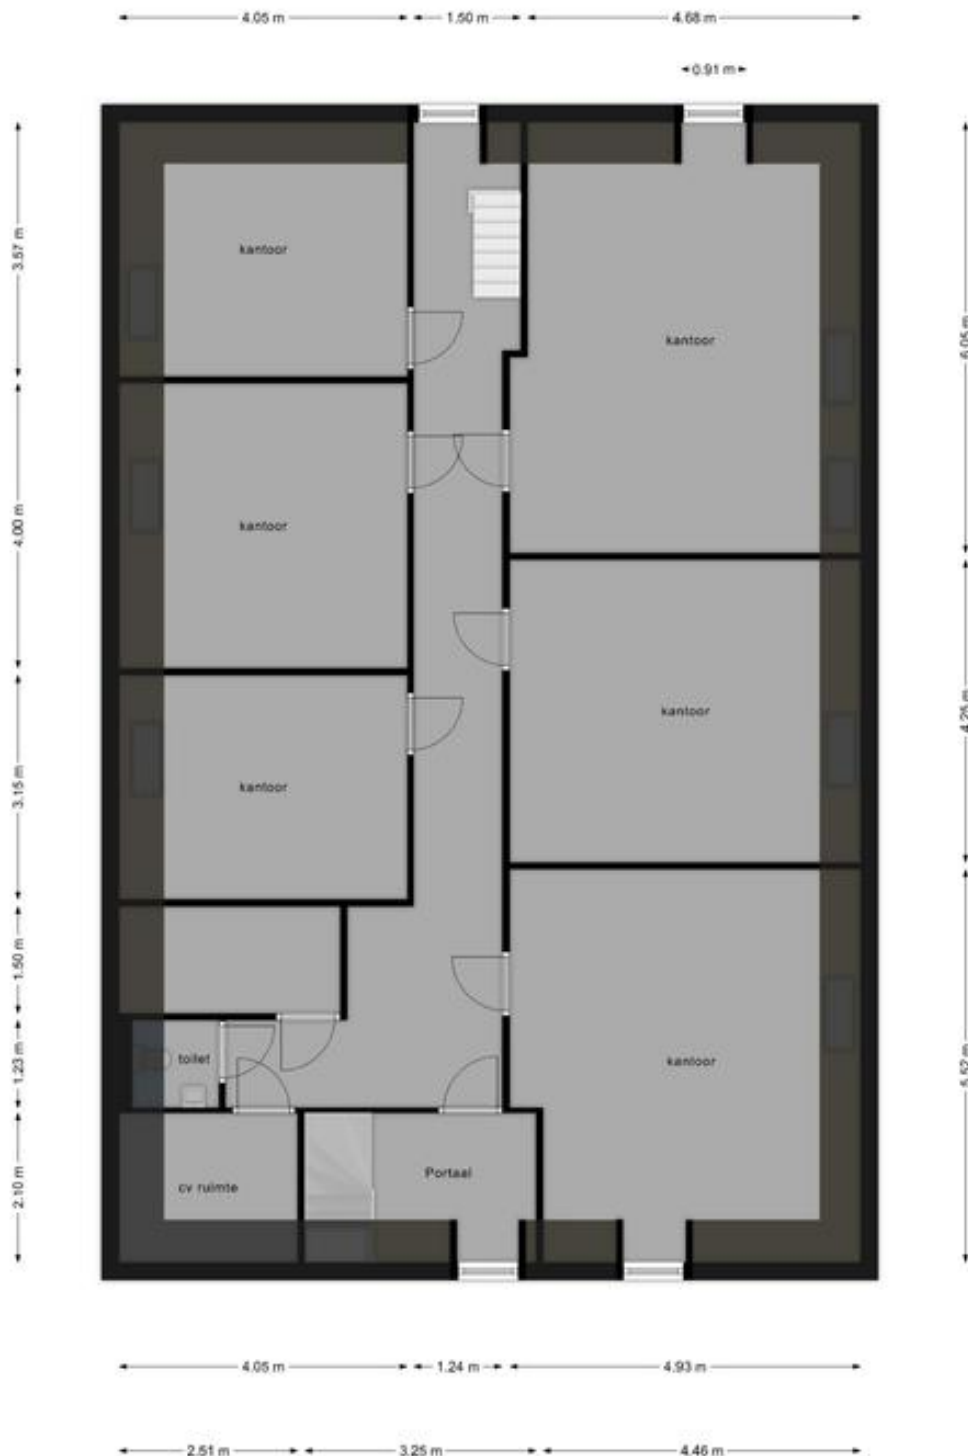 4.05 m
1.50 m
4.68 m
0.91 m
3.57 m
kantoor
kantoor
6.05 m
4.00 m
kantoor
kantoor
4.25 m
3.15 m
kantoor
1.50 m
1.23 m
toilet
kantoor
5.52 m
2.10 m
cv ruimte
Portaal
4.05 m
1.24 m
4.93 m
2.51 m
3.25 m
4.46 m